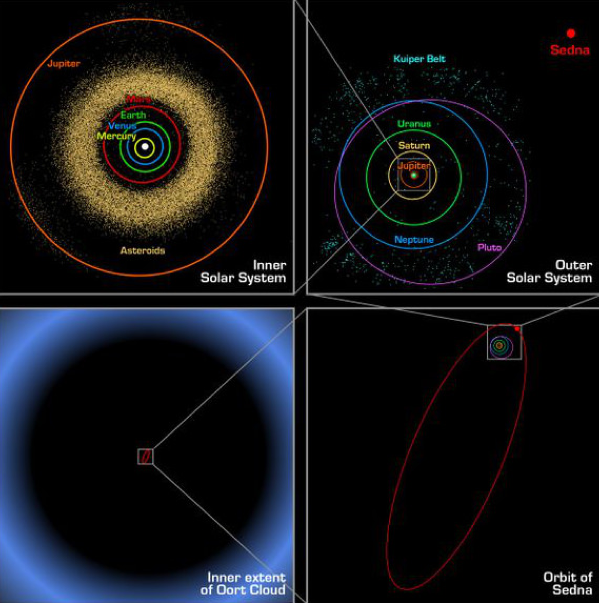 Jupiter
Mars
Earth
Venus
Mercury
Asteroids
Inner
Solar System
Sedna
Kuiper Belt
Uranus
Saturn
Jupiter
Neptune
Pluto
Outer
Solar System
Inner extent
of Oort Cloud
Orbit of
Sedna